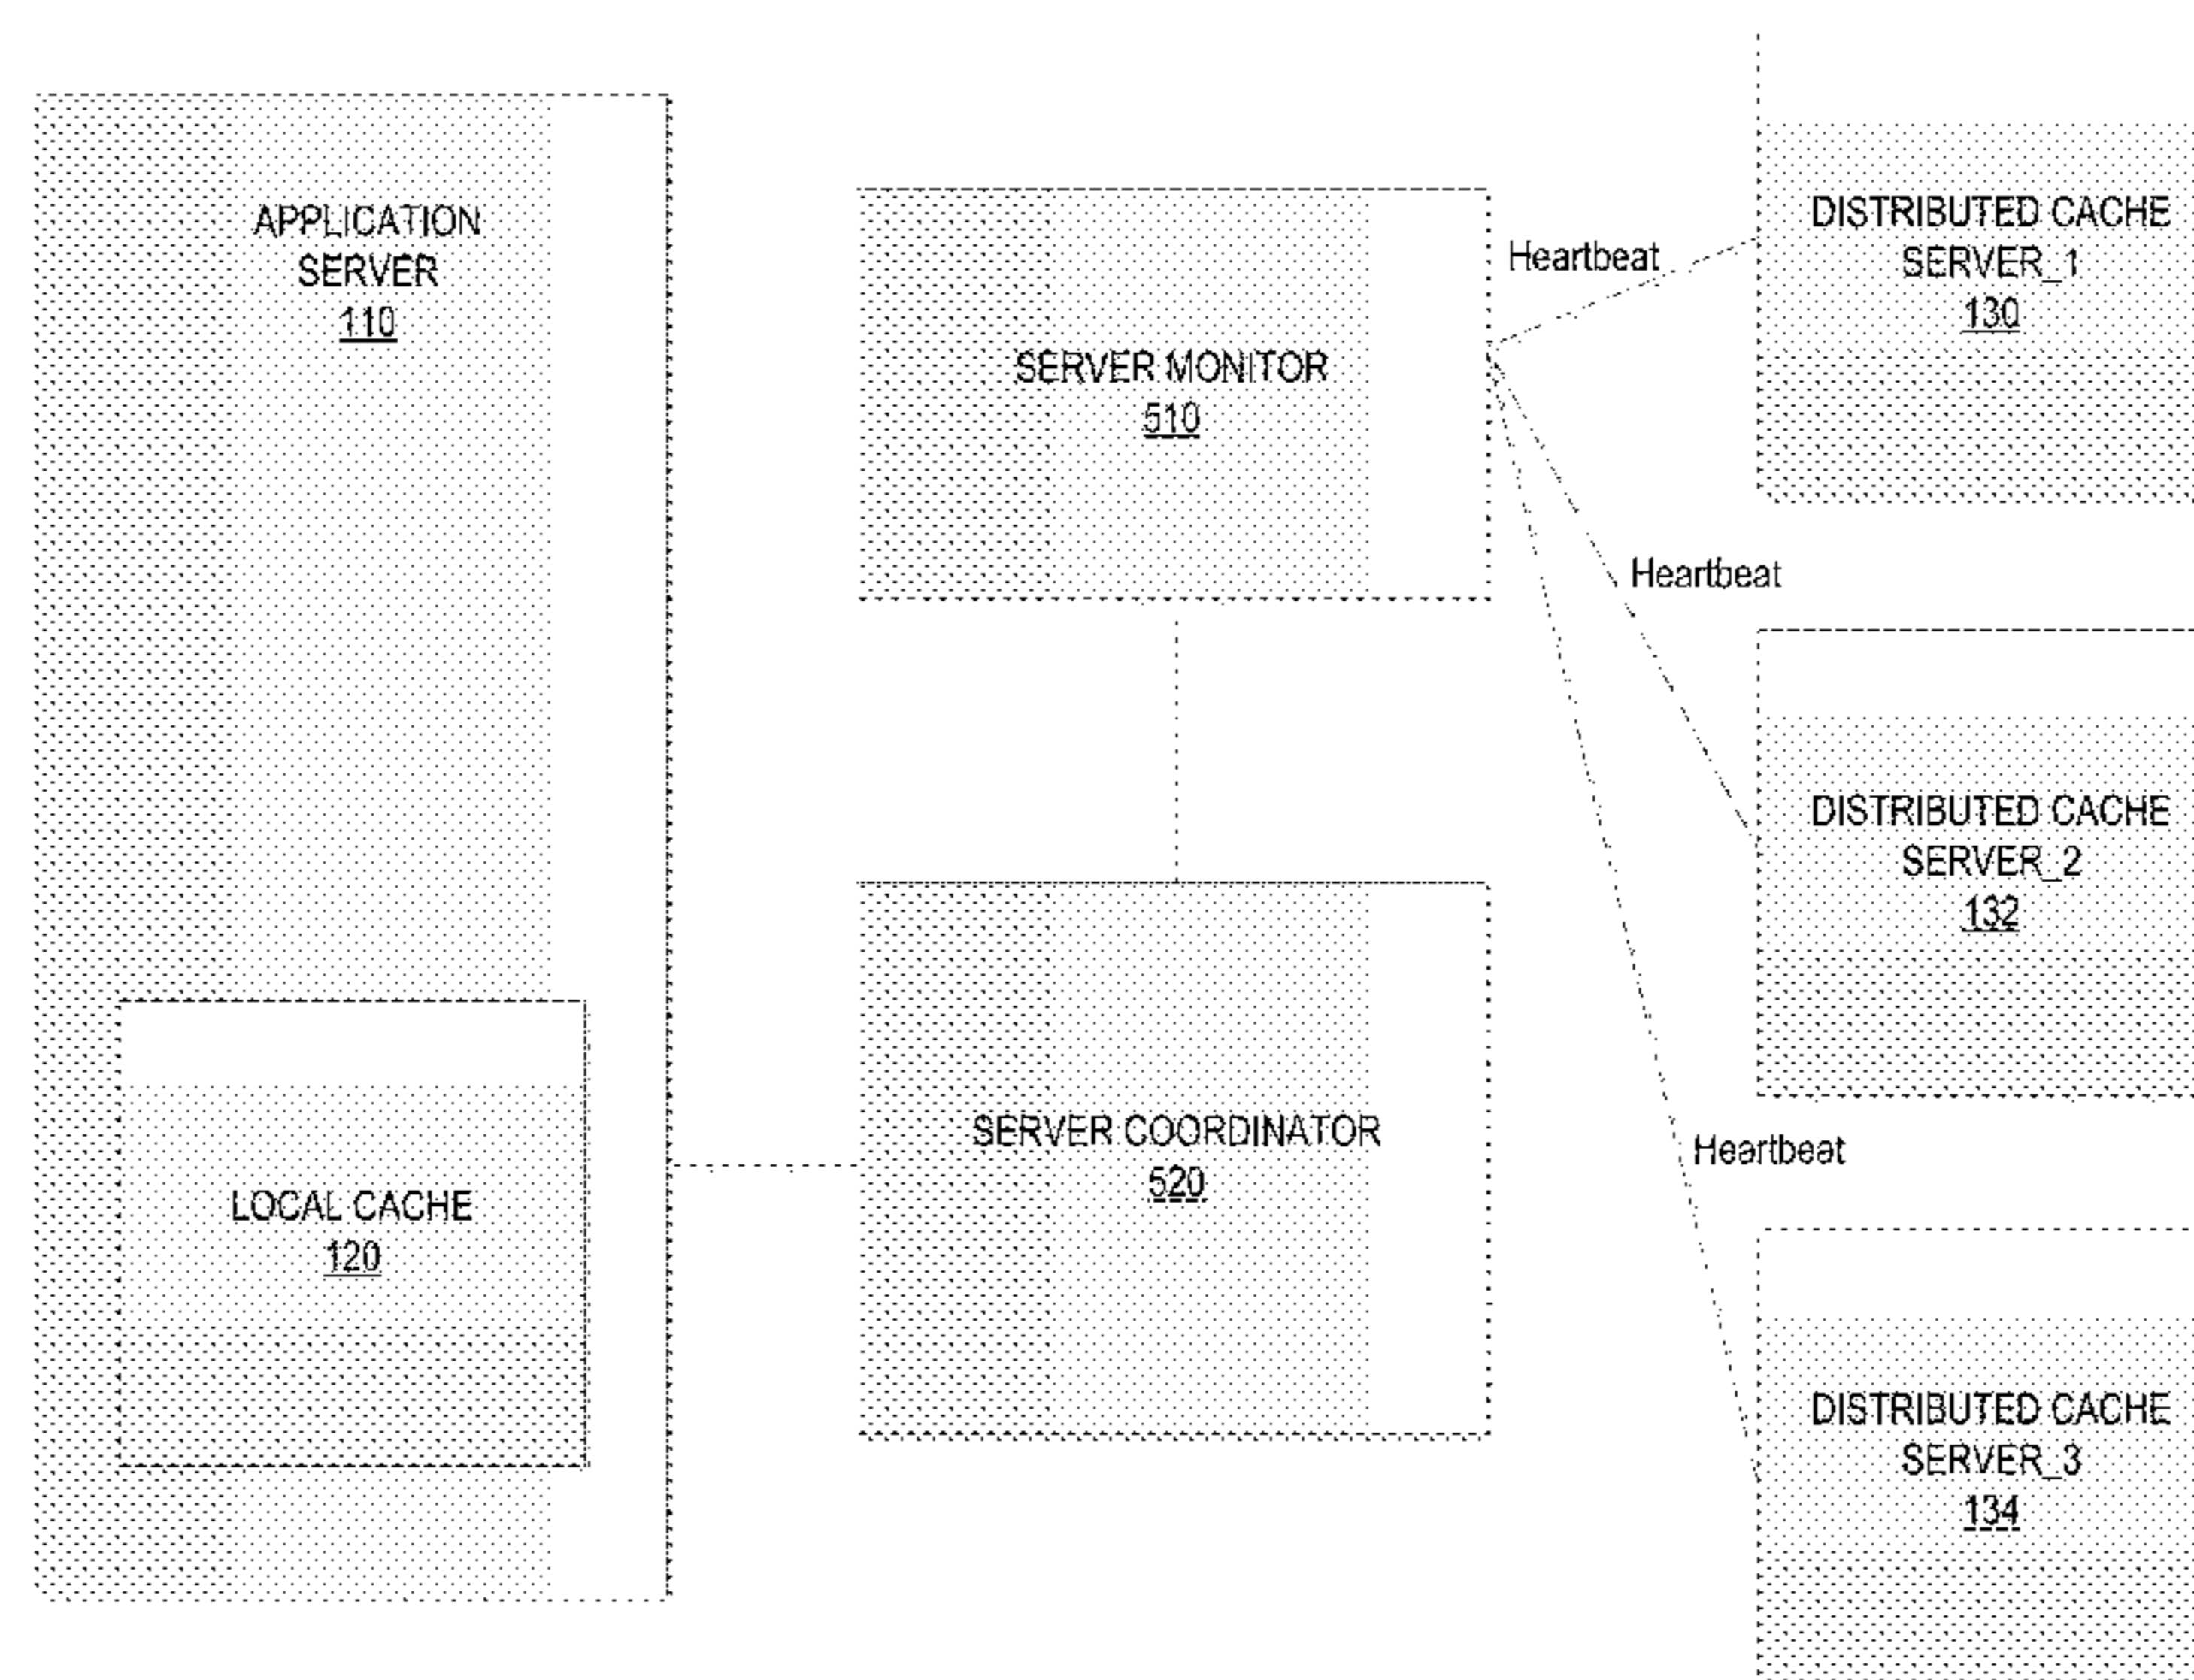 APPLICATION
SERVER
110
LOCAL CACHE
120
SERVER MONITOR
510
SERVER COORDINATOR
520
Heartbeat
Heartbeat
Heartbeat
DISTRIBUTED CACHE
SERVER_1
130
DISTRIBUTED CACHE
SERVER_2
132
DISTRIBUTED CACHE
SERVER_3
134